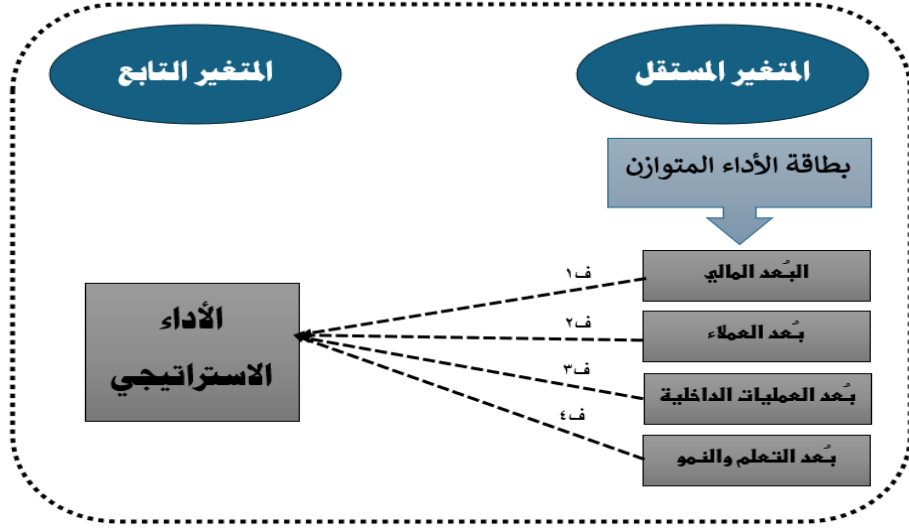 المتغير المستقل
المتغير التابع
بطاقة الأداء المتوازن
البُعد المالي
ف١
بُعد العملاء
ف٢
بُعد العمليات الداخلية
ف٣
بُعد التعلم والنمو
ف٤
الأداء
الاستراتيجي